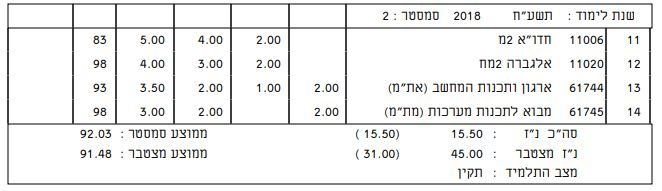 שנת לימוד : תשע"ח 2018 סמסטר : 2
11 11006 חדו"א 2מ 2.00 4.00 5.00 83
12 11020 אלגברה 2מח 2.00 3.00 4.00 98
13 61744 ארגון ותכנות המחשב (את"מ) 2.00 1.00 2.00 3.50 93
14 61745 מבוא לתכנות מערכות (מת"מ) 2.00 2.00 3.00 98
סה"כ נ"ז : 15.50 (15.50 ) ממוצע סמסטר : 92.03
נ"ז מצטבר : 45.00 (31.00 ) ממוצע מצטבר : 91.48
מצב התלמיד : תקין